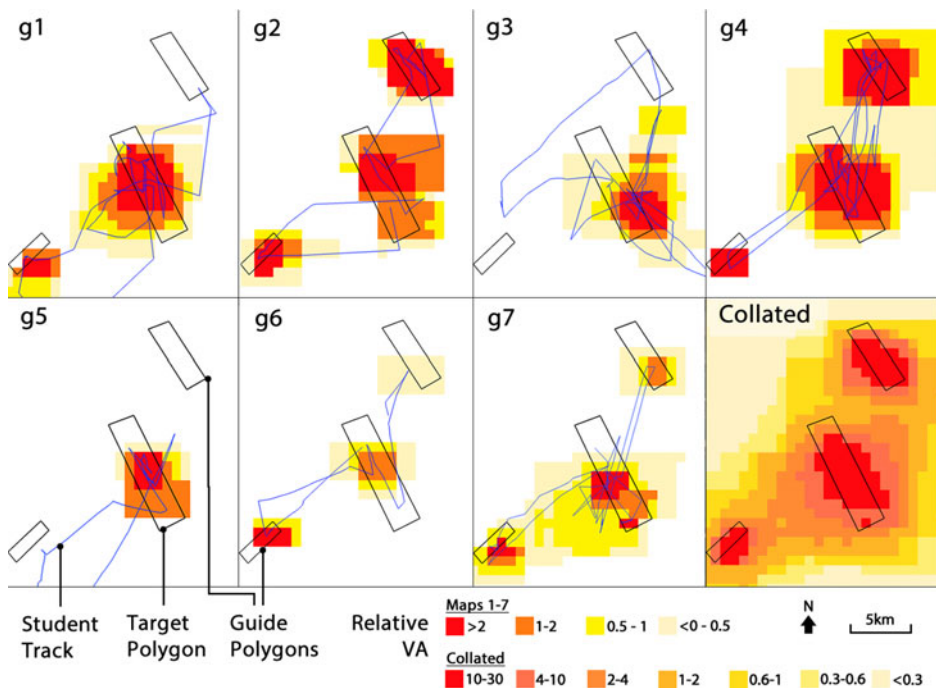 g1
g2
g3
g4
g5
g6
g7
Collated
Student Track
Target Polygon
Guide Polygons
Relative VA
Maps 1-7
>2
1-2
0.5 - 1
<0 - 0.5
N
5km
Collated
10-30
4-10
2-4
1-2
0.6-1
0.3-0.6
<0.3